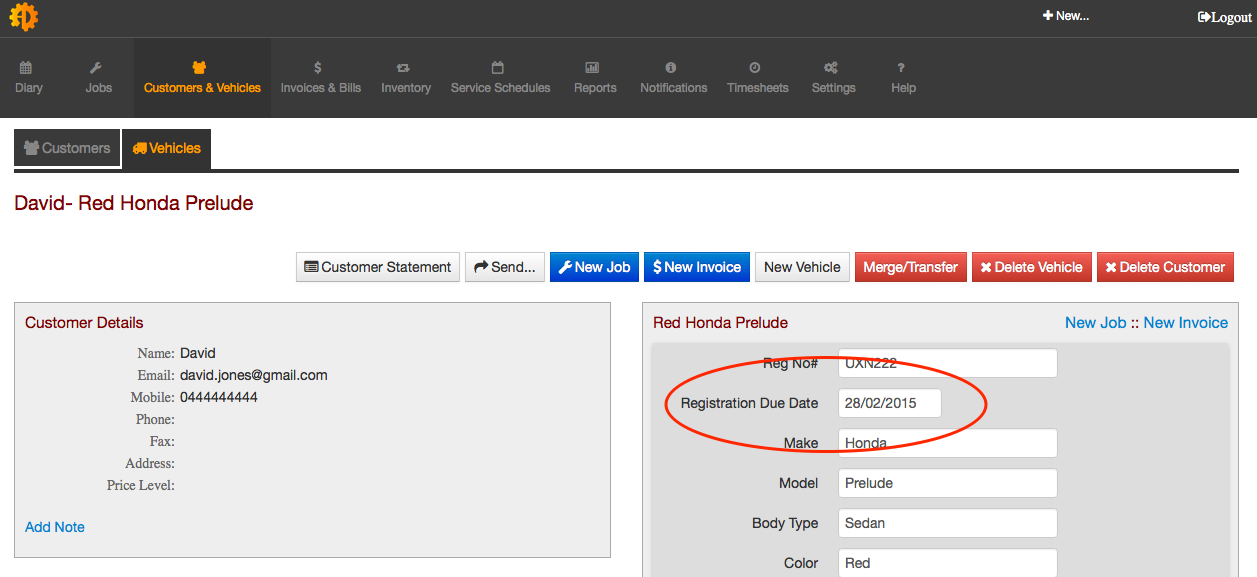 New...
Logout
Diary Jobs Customers & Vehicles Invoices & Bills Inventory Service Schedules Reports Notifications Timesheets Settings Help
Customers Vehicles
David- Red Honda Prelude
Customer Statement Send... New Job $ New Invoice New Vehicle Merge/Transfer Delete Vehicle Delete Customer
Customer Details
Name: David
Email: david.jones@gmail.com
Mobile: 0444444444
Phone:
Fax:
Address:
Price Level:
Add Note
Red Honda Prelude New Job :: New Invoice
Reg No# UXN222
Registration Due Date 28/02/2015
Make Honda
Model Prelude
Body Type Sedan
Color Red